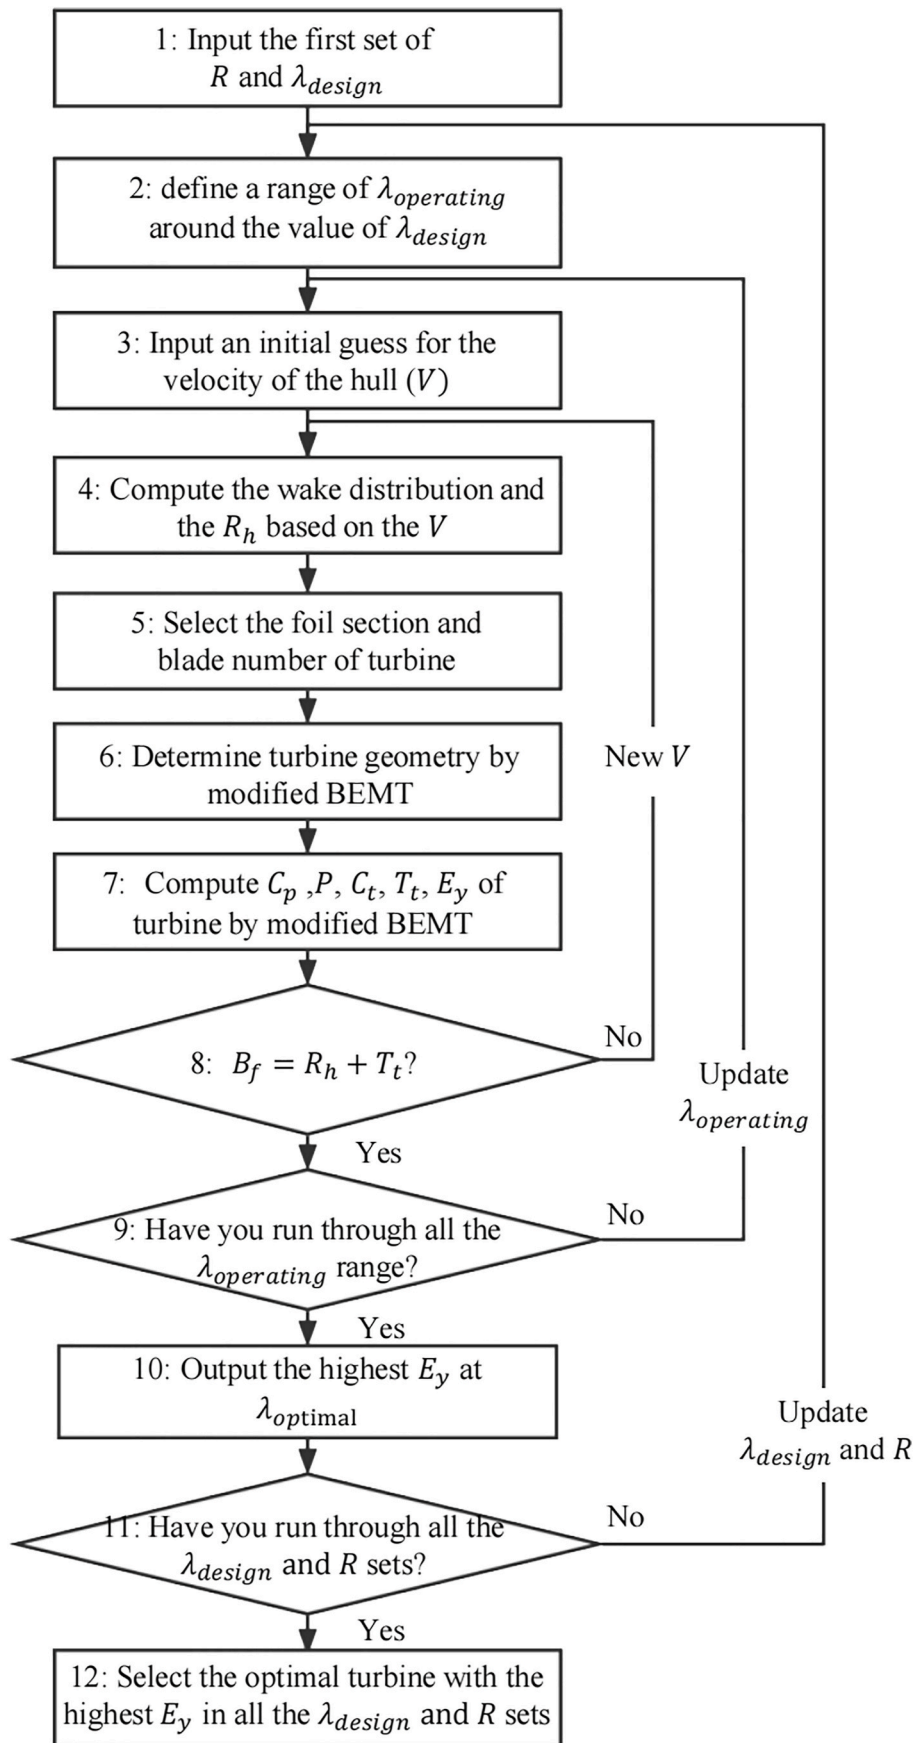 1: Input the first set of
R and λdesign
2: define a range of λoperating
around the value of λdesign
3: Input an initial guess for the
velocity of the hull (V)
4: Compute the wake distribution and
the Rh based on the V
5: Select the foil section and
blade number of turbine
6: Determine turbine geometry by
modified BEMT
New V
7: Compute Cp ,P, Ct, Tt, Ey of
turbine by modified BEMT
8: Bf = Rh + Tt?
No
Update
λoperating
Yes
9: Have you run through all the
λoperating range?
No
Yes
10: Output the highest Ey at
λoptimal
Update
λdesign and R
11: Have you run through all the
λdesign and R sets?
No
Yes
12: Select the optimal turbine with the
highest Ey in all the λdesign and R sets